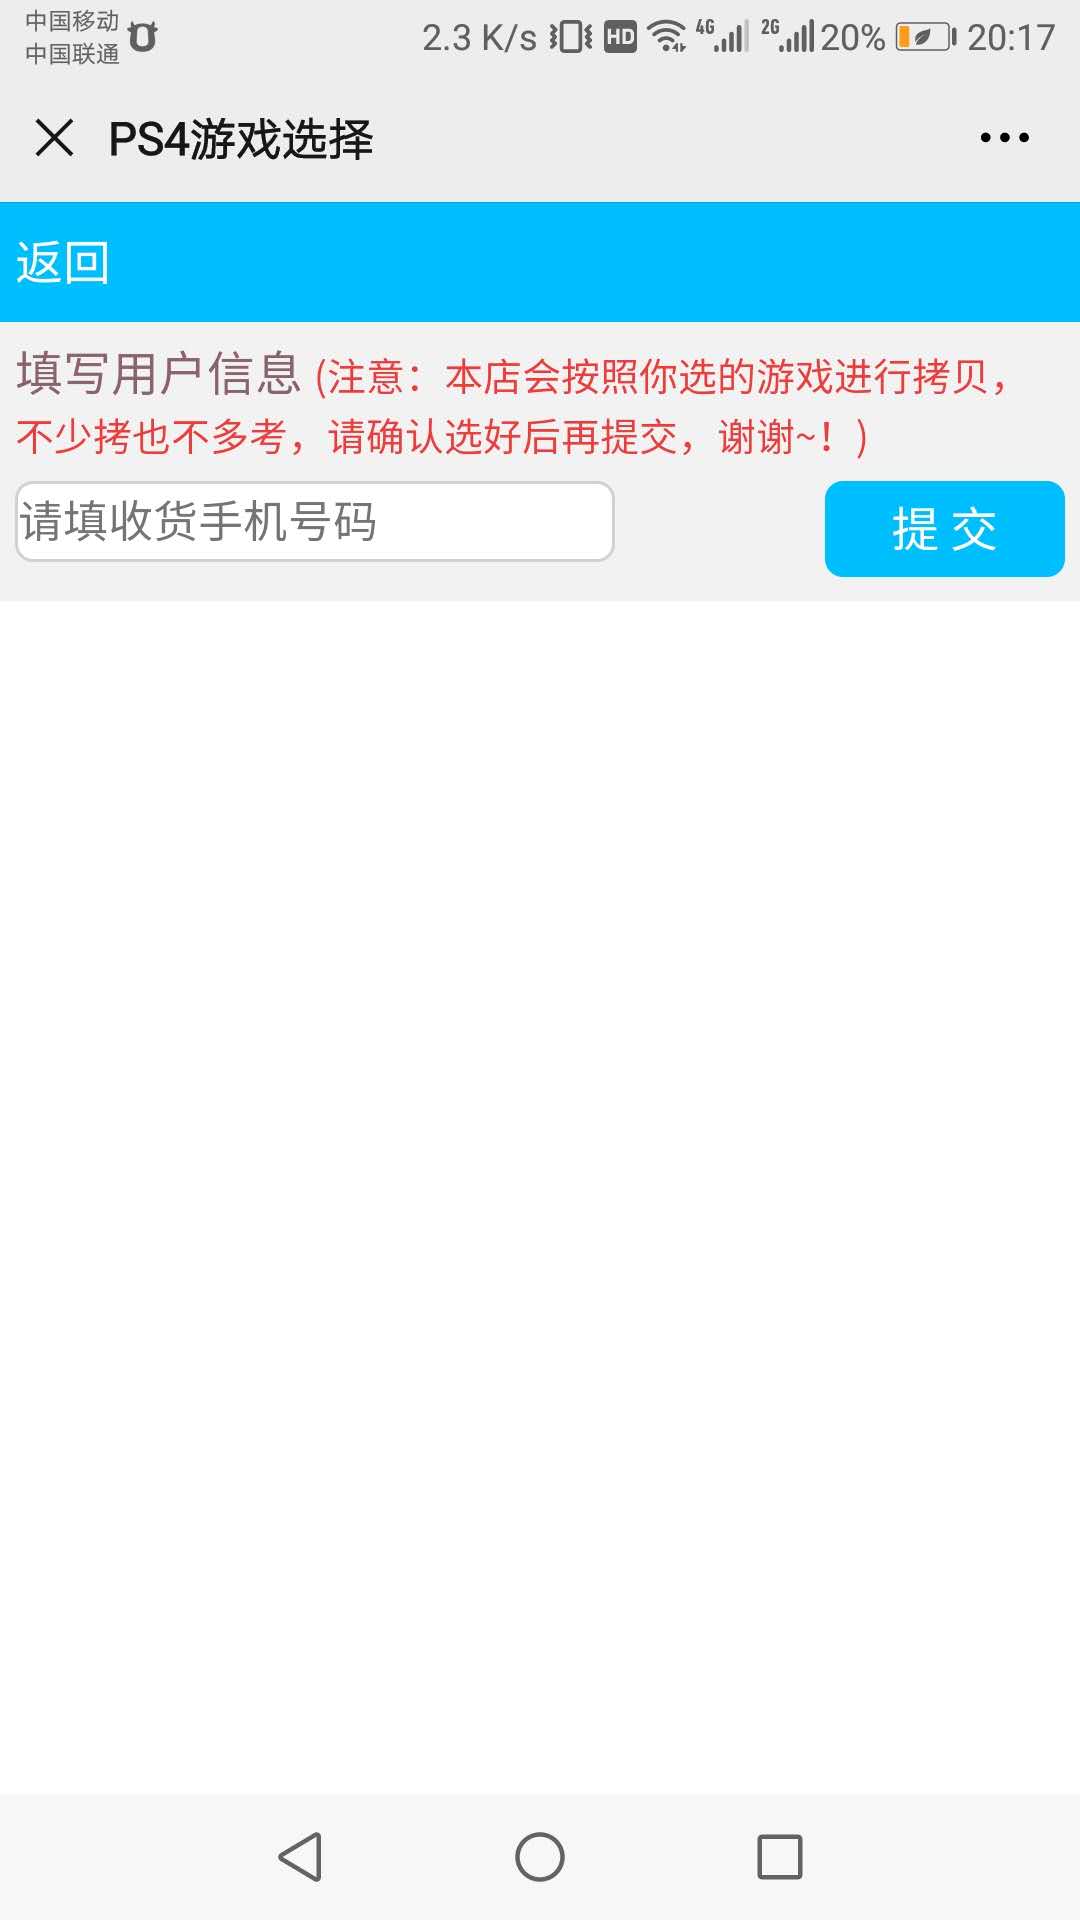 中国移动
中国联通
2.3 K/s HD 4G 2G 20% 20:17
PS4游戏选择
返回
填写用户信息 (注意：本店会按照你选的游戏进行拷贝，
不少拷也不多考，请确认选好后再提交，谢谢~！)
请填收货手机号码
提 交